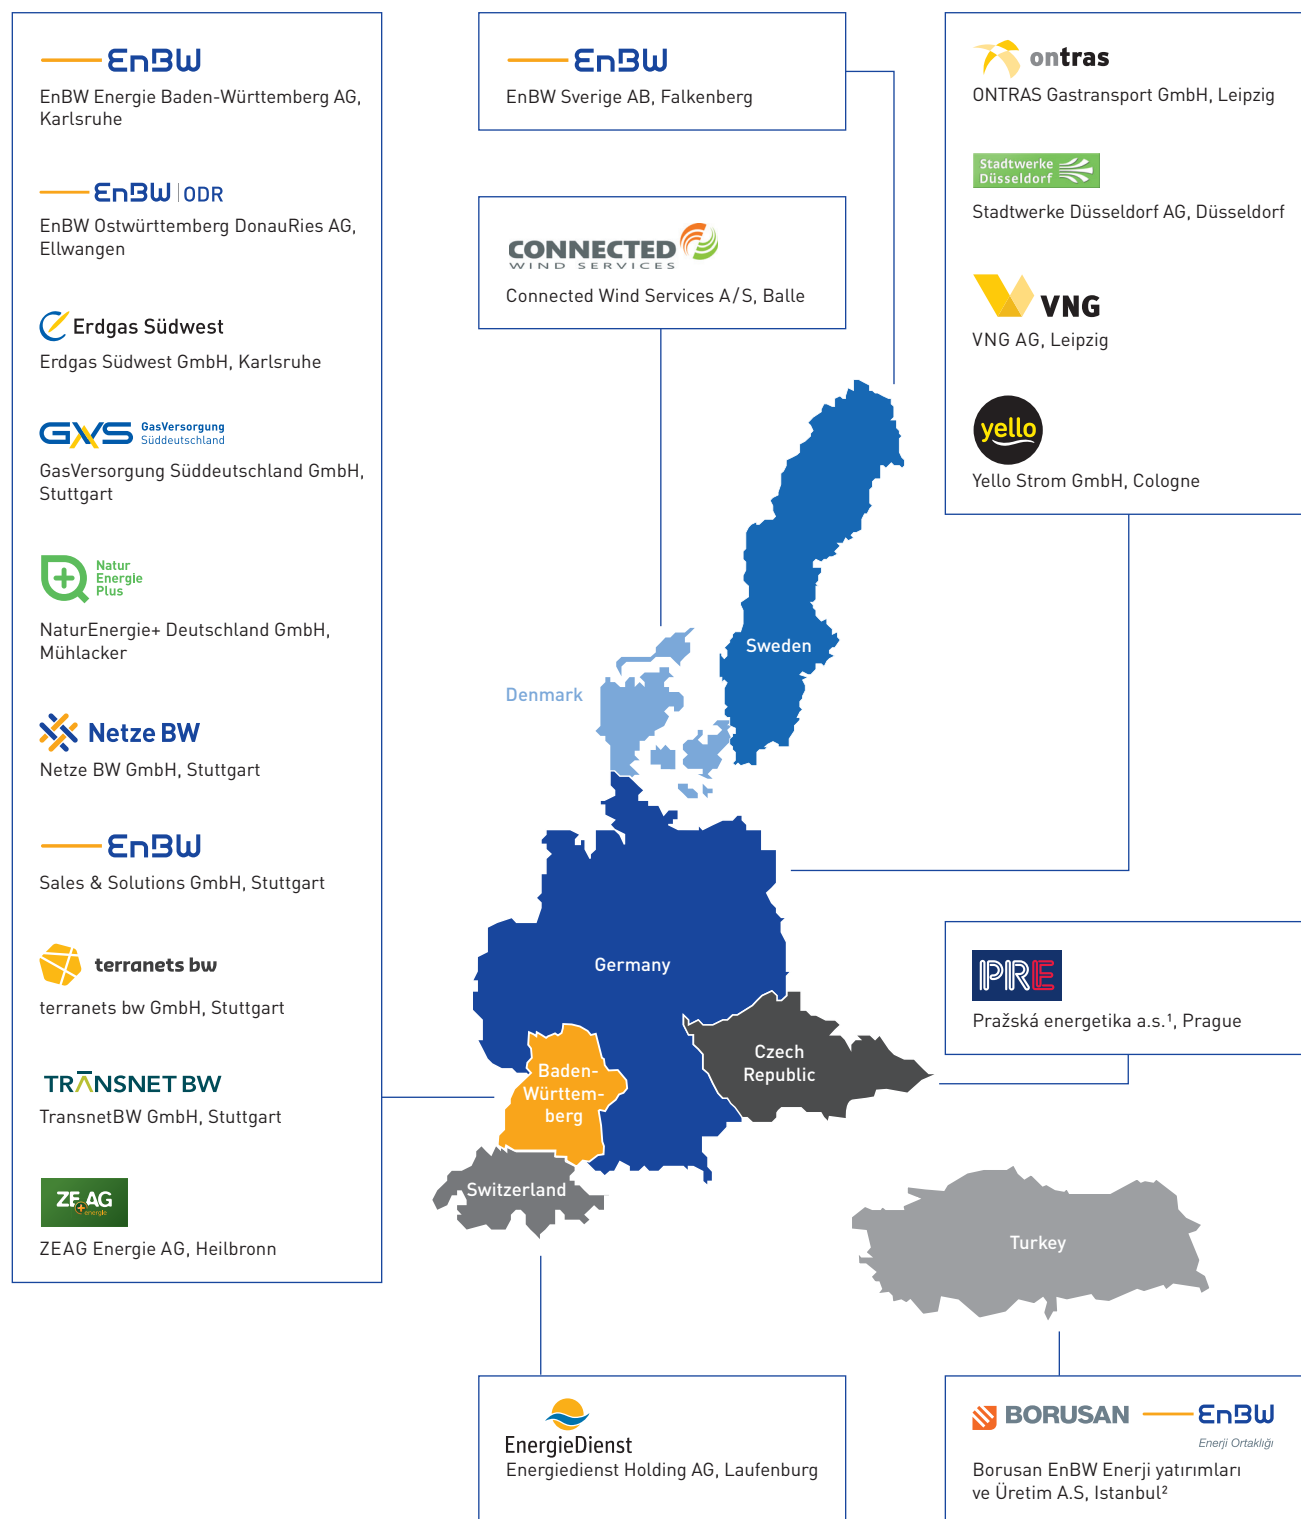 EnBW
EnBW Energie Baden-Württemberg AG,
Karlsruhe
EnBW | ODR
EnBW Ostwürttemberg DonauRies AG,
Ellwangen
Erdgas Südwest
Erdgas Südwest GmbH, Karlsruhe
GVS GasVersorgung
Süddeutschland
GasVersorgung Süddeutschland GmbH,
Stuttgart
Natur
Energie
Plus
NaturEnergie+ Deutschland GmbH,
Mühlacker
Netze BW
Netze BW GmbH, Stuttgart
EnBW
Sales & Solutions GmbH, Stuttgart
terranets bw
terranets bw GmbH, Stuttgart
TRANSNET BW
TransnetBW GmbH, Stuttgart
ZEAG
energie
ZEAG Energie AG, Heilbronn
EnBW
EnBW Sverige AB, Falkenberg
CONNECTED
WIND SERVICES
Connected Wind Services A/S, Balle
ontras
ONTRAS Gastransport GmbH, Leipzig
Stadtwerke
Düsseldorf
Stadtwerke Düsseldorf AG, Düsseldorf
VNG
VNG AG, Leipzig
yello
Yello Strom GmbH, Cologne
Sweden
Denmark
Germany
Czech
Republic
Baden-
Württem-
berg
Switzerland
Turkey
PRE
Pražská energetika a.s.¹, Prague
EnergieDienst
Energiedienst Holding AG, Laufenburg
BORUSAN EnBW
Enerji Ortaklığı
Borusan EnBW Enerji yatırımları
ve Üretim A.S, Istanbul²